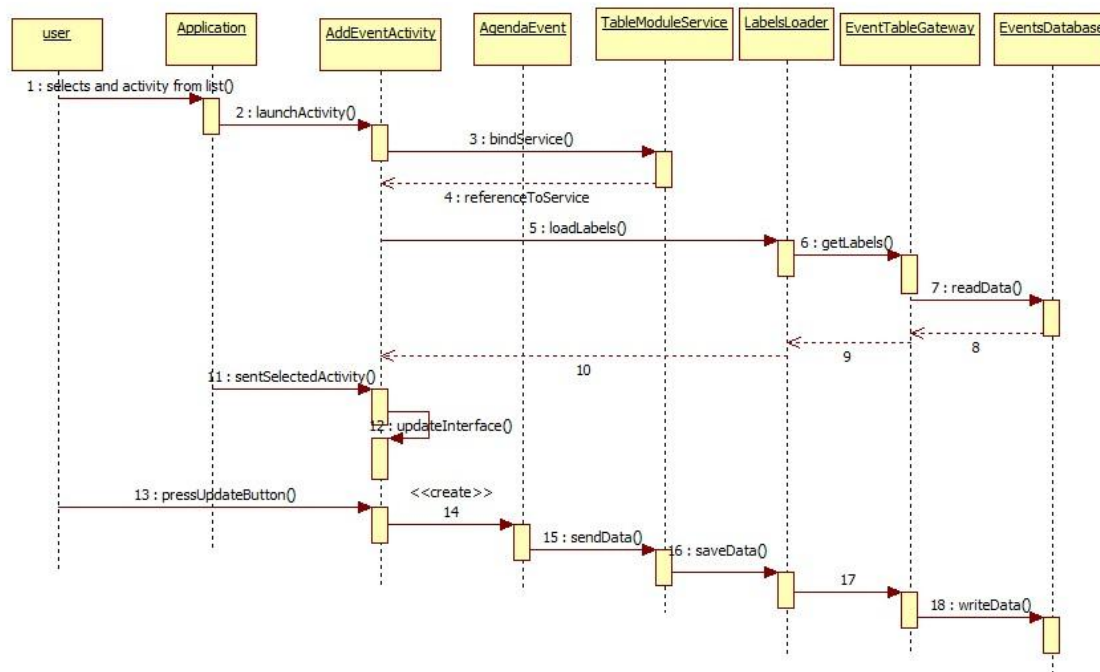 user
Application
AddEventActivity
AgendaEvent
TableModuleService
LabelsLoader
EventTableGateway
EventsDatabase
1 : selects and activity from list()
2 : launchActivity()
3 : bindService()
4 : referenceToService
5 : loadLabels()
6 : getLabels()
7 : readData()
8
9
10
11 : sentSelectedActivity()
12 : updateInterface()
13 : pressUpdateButton()
<<create>>
14
15 : sendData()
16 : saveData()
17
18 : writeData()